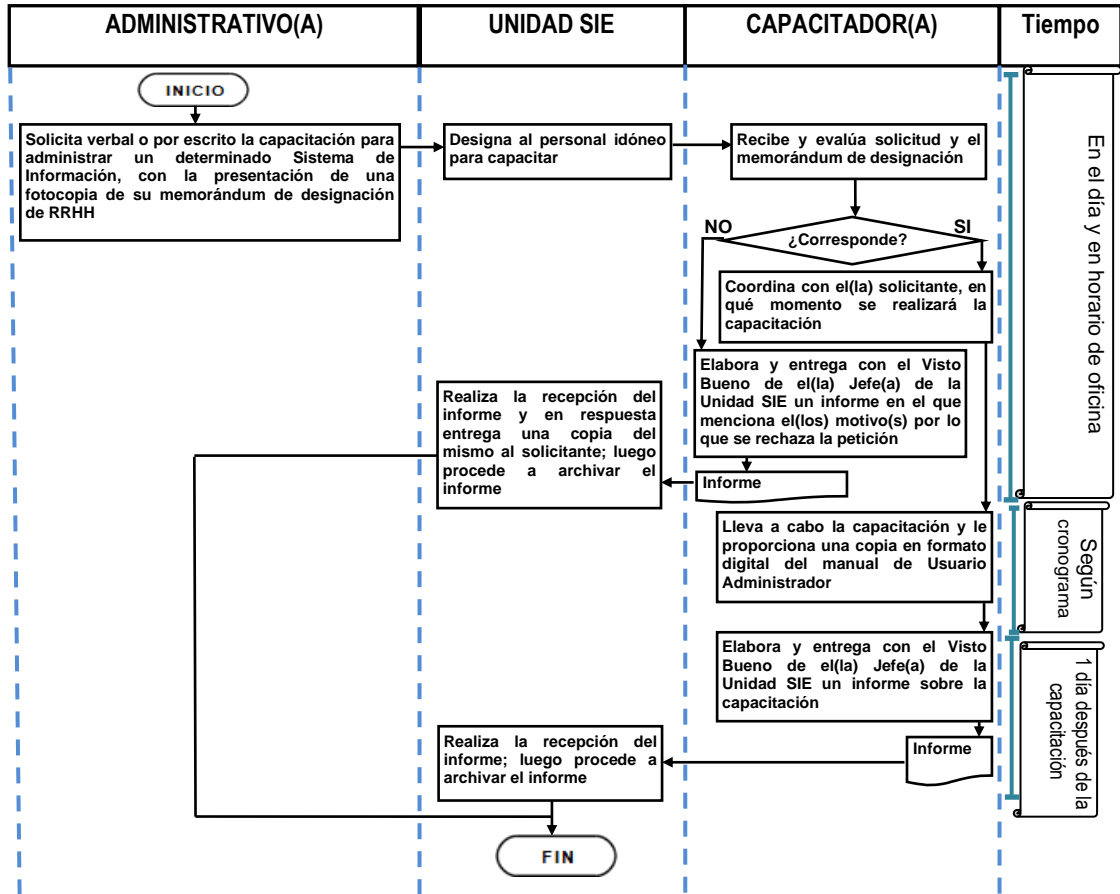 ADMINISTRATIVO(A)
UNIDAD SIE
CAPACITADOR(A)
Tiempo
INICIO
Solicita verbal o por escrito la capacitación para
administrar un determinado Sistema de
Información, con la presentación de una
fotocopia de su memorándum de designación
de RRHH
Designa al personal idóneo
para capacitar
Recibe y evalúa solicitud y el
memorándum de designación
¿Corresponde?
NO
SI
Coordina con el(la) solicitante, en
qué momento se realizará la
capacitación
Elabora y entrega con el Visto
Bueno de el(la) Jefe(a) de la
Unidad SIE un informe en el que
menciona el(los) motivo(s) por lo
que se rechaza la petición
Informe
Realiza la recepción del
informe y en respuesta
entrega una copia del
mismo al solicitante; luego
procede a archivar el
informe
En el día y en horario de oficina
Lleva a cabo la capacitación y le
proporciona una copia en formato
digital del manual de Usuario
Administrador
Según
cronograma
Elabora y entrega con el Visto
Bueno de el(la) Jefe(a) de la
Unidad SIE un informe sobre la
capacitación
Informe
Realiza la recepción del
informe; luego procede a
archivar el informe
1 día después de la
capacitación
FIN